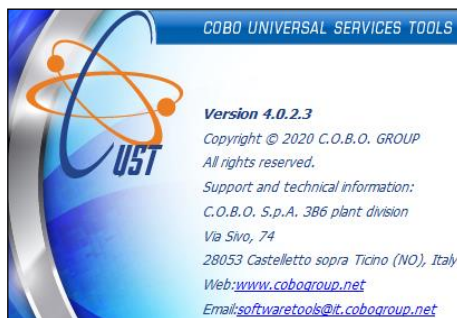 COBO UNIVERSAL SERVICES TOOLS
CUST
Version 4.0.2.3
Copyright © 2020 C.O.B.O. GROUP
All rights reserved.
Support and technical information:
C.O.B.O. S.p.A. 3B6 plant division
Via Sivo, 74
28053 Castelletto sopra Ticino (NO), Italy
Web:www.cobogroup.net
Email:softwaretools@it.cobogroup.net